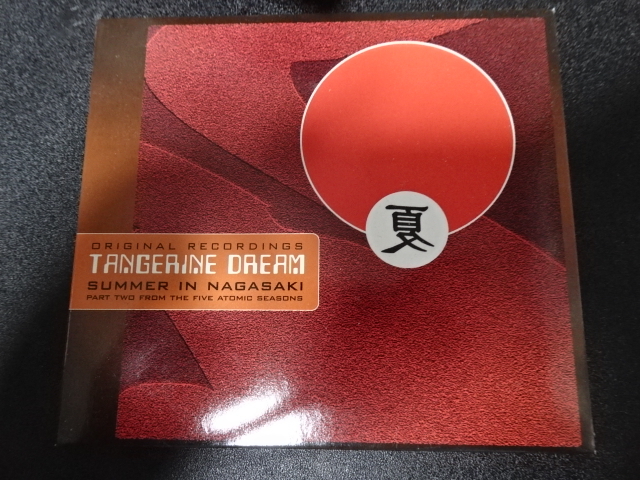 夏
ORIGINAL RECORDINGS
TANGERINE DREAM
SUMMER IN NAGASAKI
PART TWO FROM THE FIVE ATOMIC SEASONS